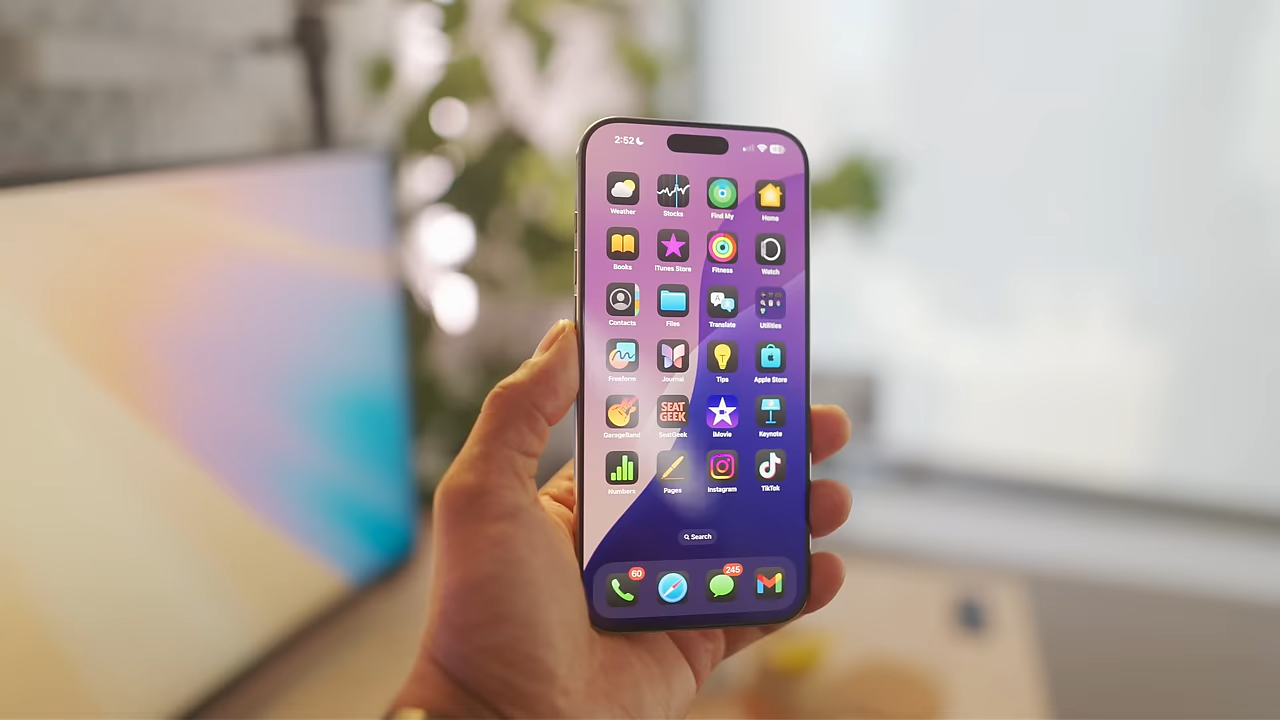 2:52
Weather Stocks Find My Home
Books iTunes Store Fitness Watch
Contacts Files Translate Utilities
Freeform Journal Tips Apple Store
SEAT
GEEK
GarageBand SeatGeek iMovie Keynote
Numbers Pages Instagram TikTok
Search
60 245